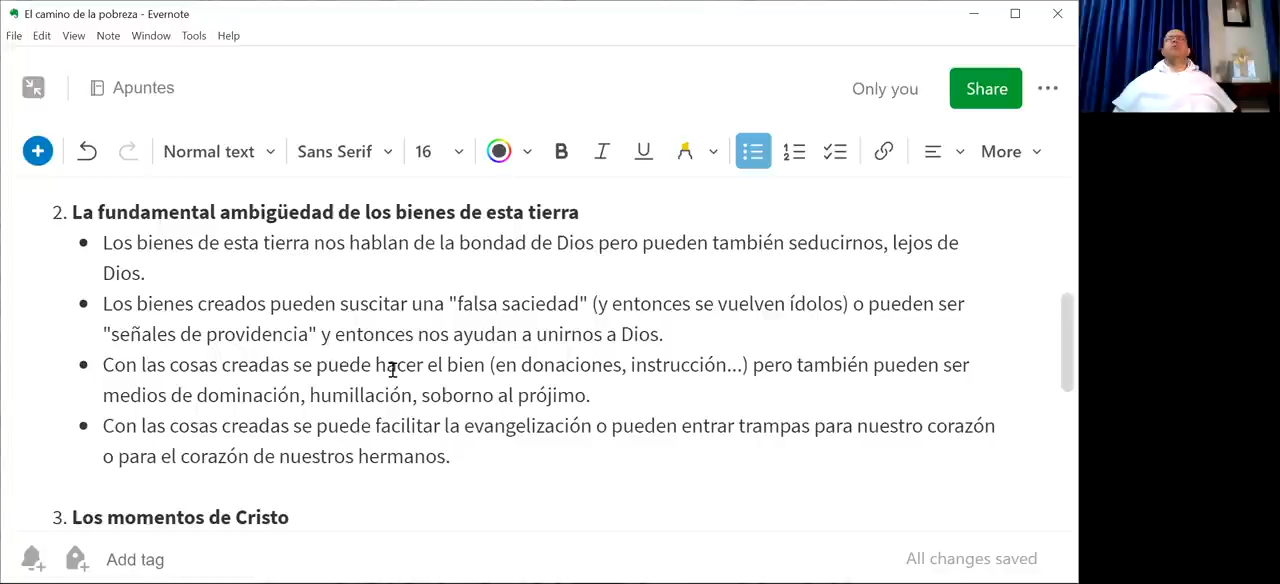 El camino de la pobreza - Evernote
File Edit View Note Window Tools Help
Apuntes
Only you
Share
Normal text
Sans Serif
16
B I U A
More
2. La fundamental ambigüedad de los bienes de esta tierra
Los bienes de esta tierra nos hablan de la bondad de Dios pero pueden también seducirnos, lejos de
Dios.
Los bienes creados pueden suscitar una "falsa saciedad" (y entonces se vuelven ídolos) o pueden ser
"señales de providencia" y entonces nos ayudan a unirnos a Dios.
Con las cosas creadas se puede hacer el bien (en donaciones, instrucción...) pero también pueden ser
medios de dominación, humillación, soborno al prójimo.
Con las cosas creadas se puede facilitar la evangelización o pueden entrar trampas para nuestro corazón
o para el corazón de nuestros hermanos.
3. Los momentos de Cristo
Add tag
All changes saved